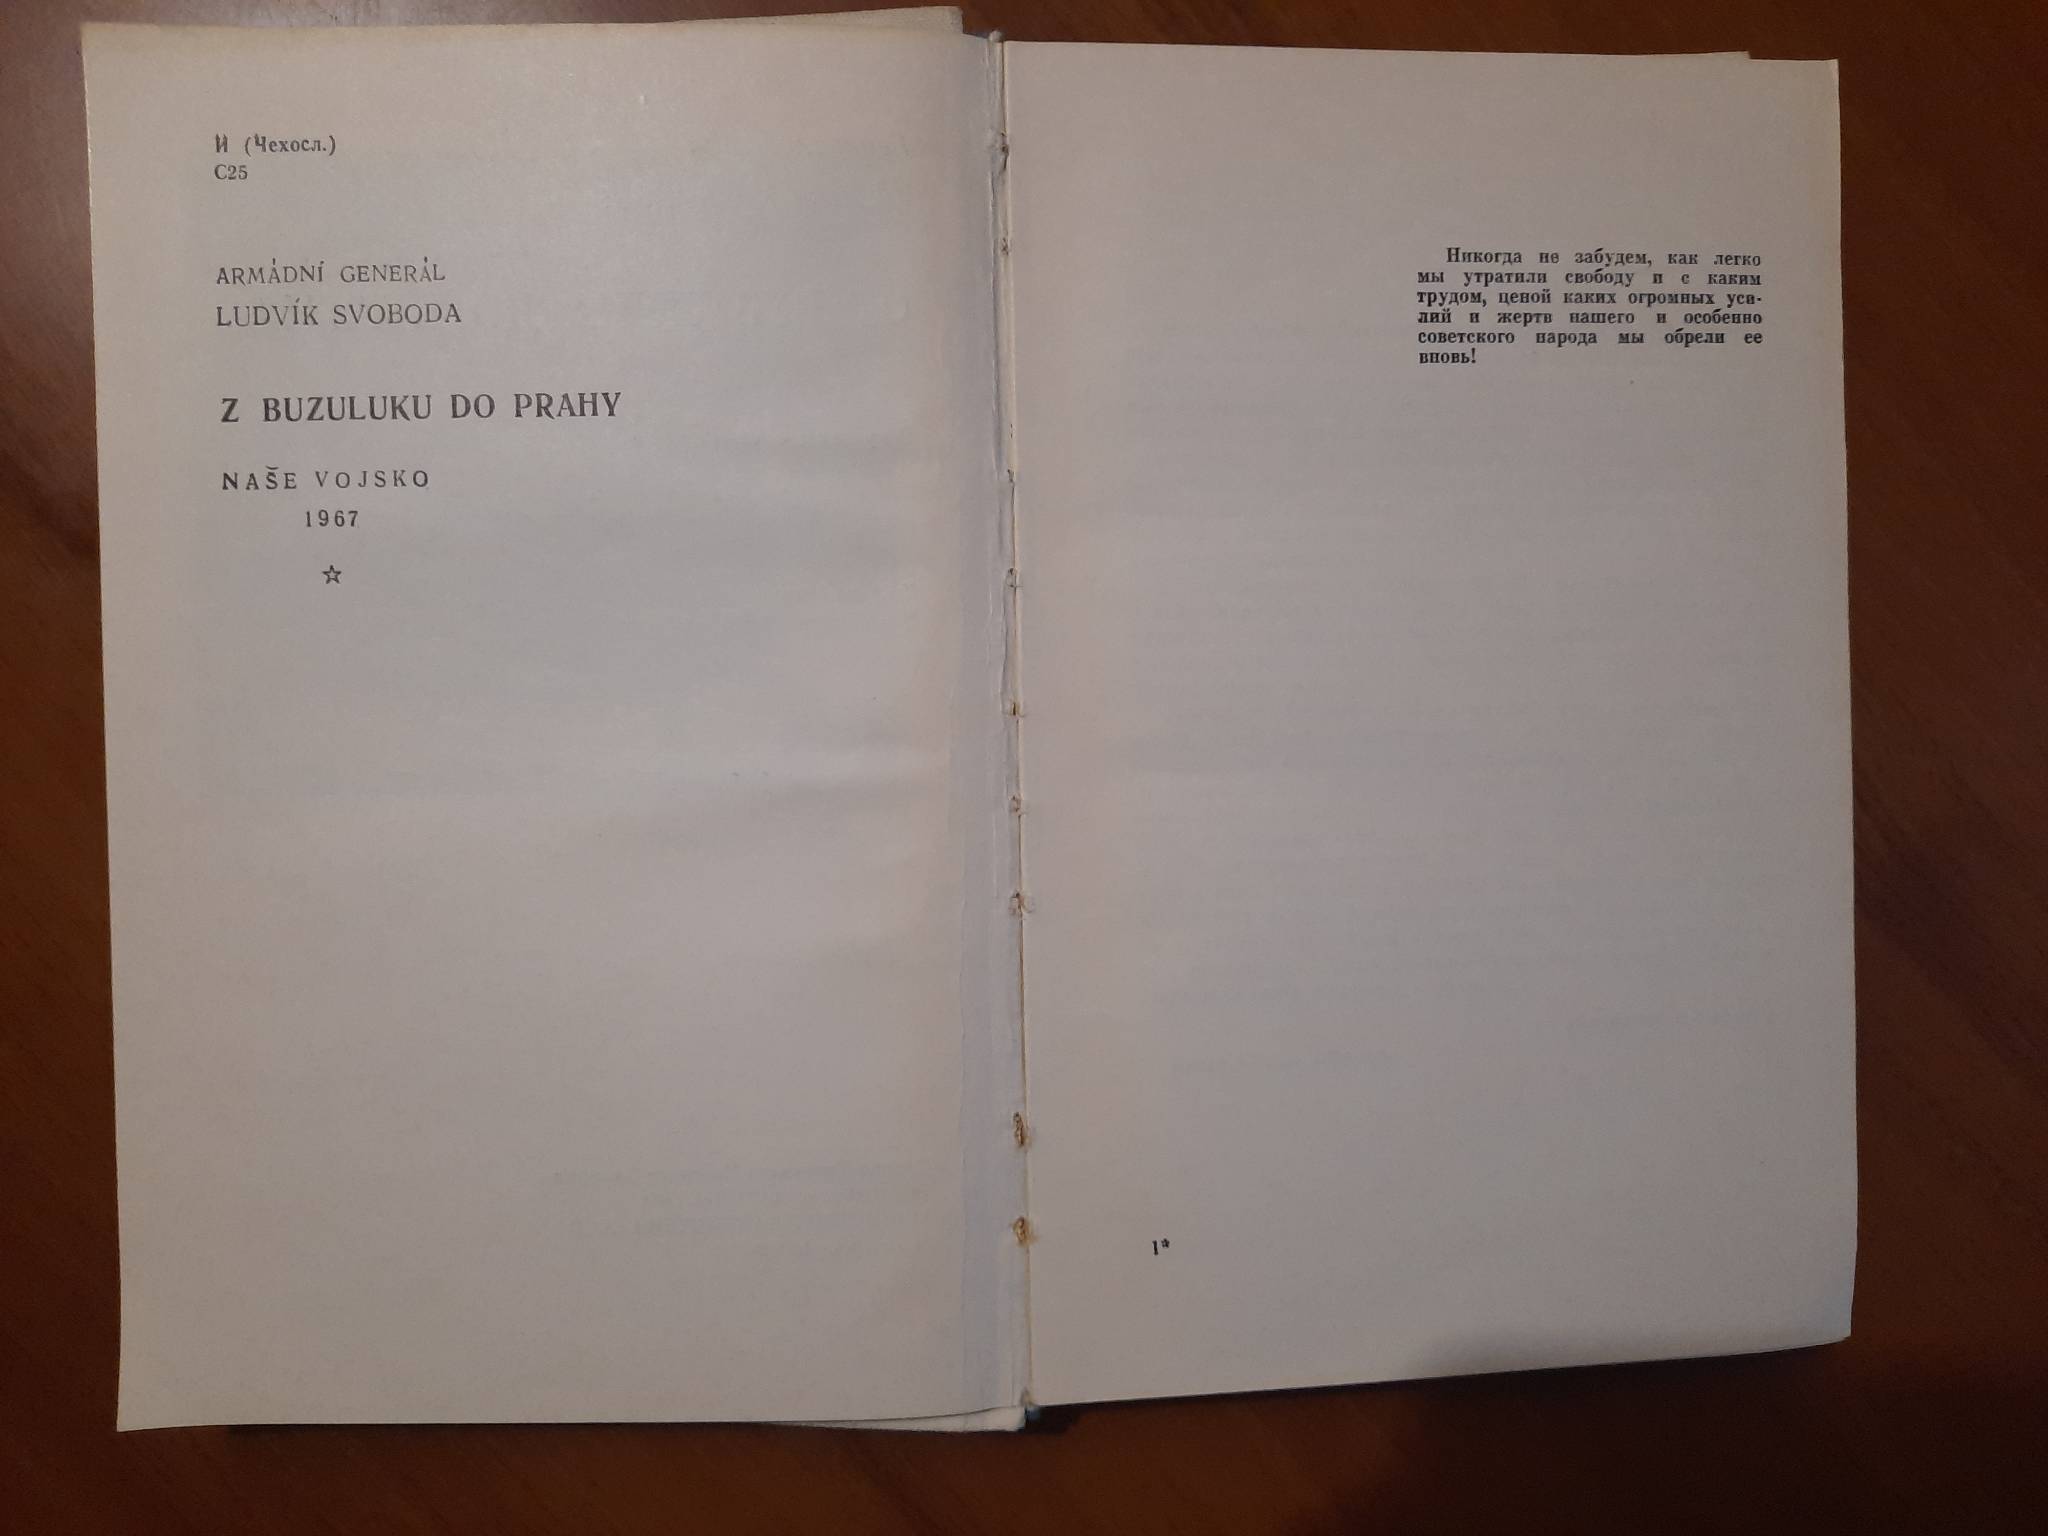 И (Чехосл.)
С25
ARMÁDNÍ GENERÁL
LUDVÍK SVOBODA
Z BUZULUKU DO PRAHY
NAŠE VOJSKO
1967
☆
Никогда не забудем, как легко
мы утратили свободу и с каким
трудом, ценой каких огромных уси-
лий и жертв нашего и особенно
советского народа мы обрели ее
вновь!
1*